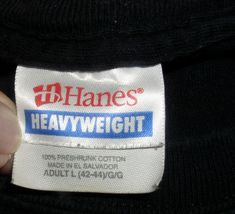 Hanes®
HEAVYWEIGHT
100% PRESHRUNK COTTON
MADE IN EL SALVADOR
ADULT L (42-44)/G/G